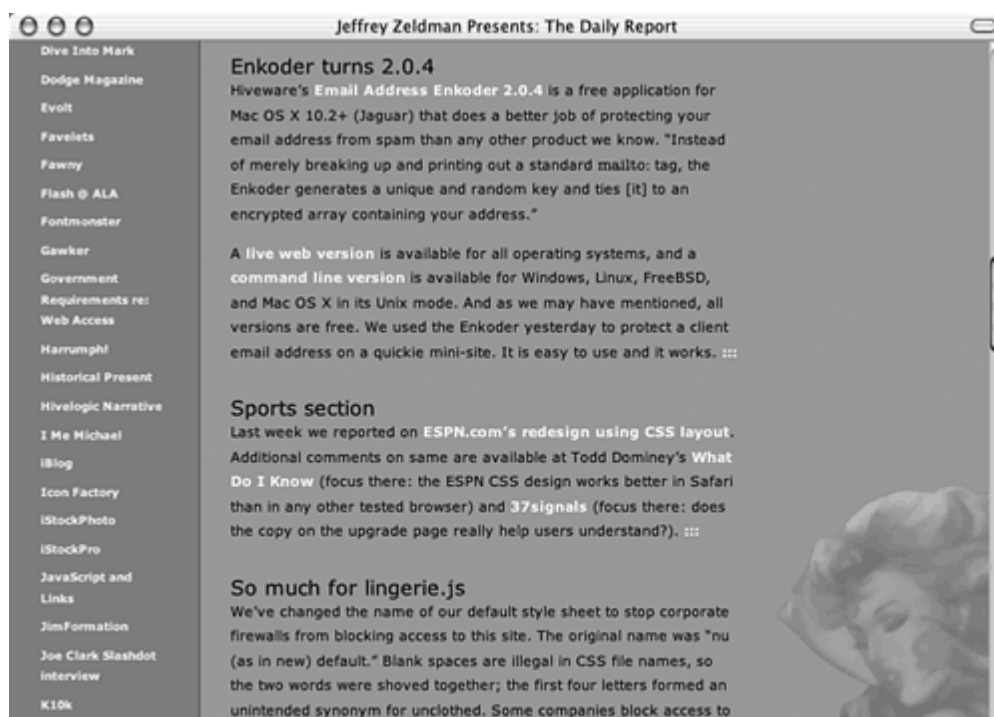 Jeffrey Zeldman Presents: The Daily Report
Dive Into Mark
Dodge Magazine
Evolt
Favelets
Fawny
Flash @ ALA
Fontmonster
Gawker
Government
Requirements re:
Web Access
Harrumph!
Historical Present
Hivelogic Narrative
I Me Michael
iBlog
Icon Factory
iStockPhoto
iStockPro
JavaScript and
Links
JimFormation
Joe Clark Slashdot
interview
K10k
Enkoder turns 2.0.4
Hiveware's Email Address Enkoder 2.0.4 is a free application for
Mac OS X 10.2+ (Jaguar) that does a better job of protecting your
email address from spam than any other product we know. "Instead
of merely breaking up and printing out a standard mailto: tag, the
Enkoder generates a unique and random key and ties [it] to an
encrypted array containing your address."
A live web version is available for all operating systems, and a
command line version is available for Windows, Linux, FreeBSD,
and Mac OS X in its Unix mode. And as we may have mentioned, all
versions are free. We used the Enkoder yesterday to protect a client
email address on a quickie mini-site. It is easy to use and it works. :::
Sports section
Last week we reported on ESPN.com's redesign using CSS layout.
Additional comments on same are available at Todd Dominey's What
Do I Know (focus there: the ESPN CSS design works better in Safari
than in any other tested browser) and 37signals (focus there: does
the copy on the upgrade page really help users understand?). :::
So much for lingerie.js
We've changed the name of our default style sheet to stop corporate
firewalls from blocking access to this site. The original name was "nu
(as in new) default." Blank spaces are illegal in CSS file names, so
the two words were shoved together; the first four letters formed an
unintended synonym for unclothed. Some companies block access to